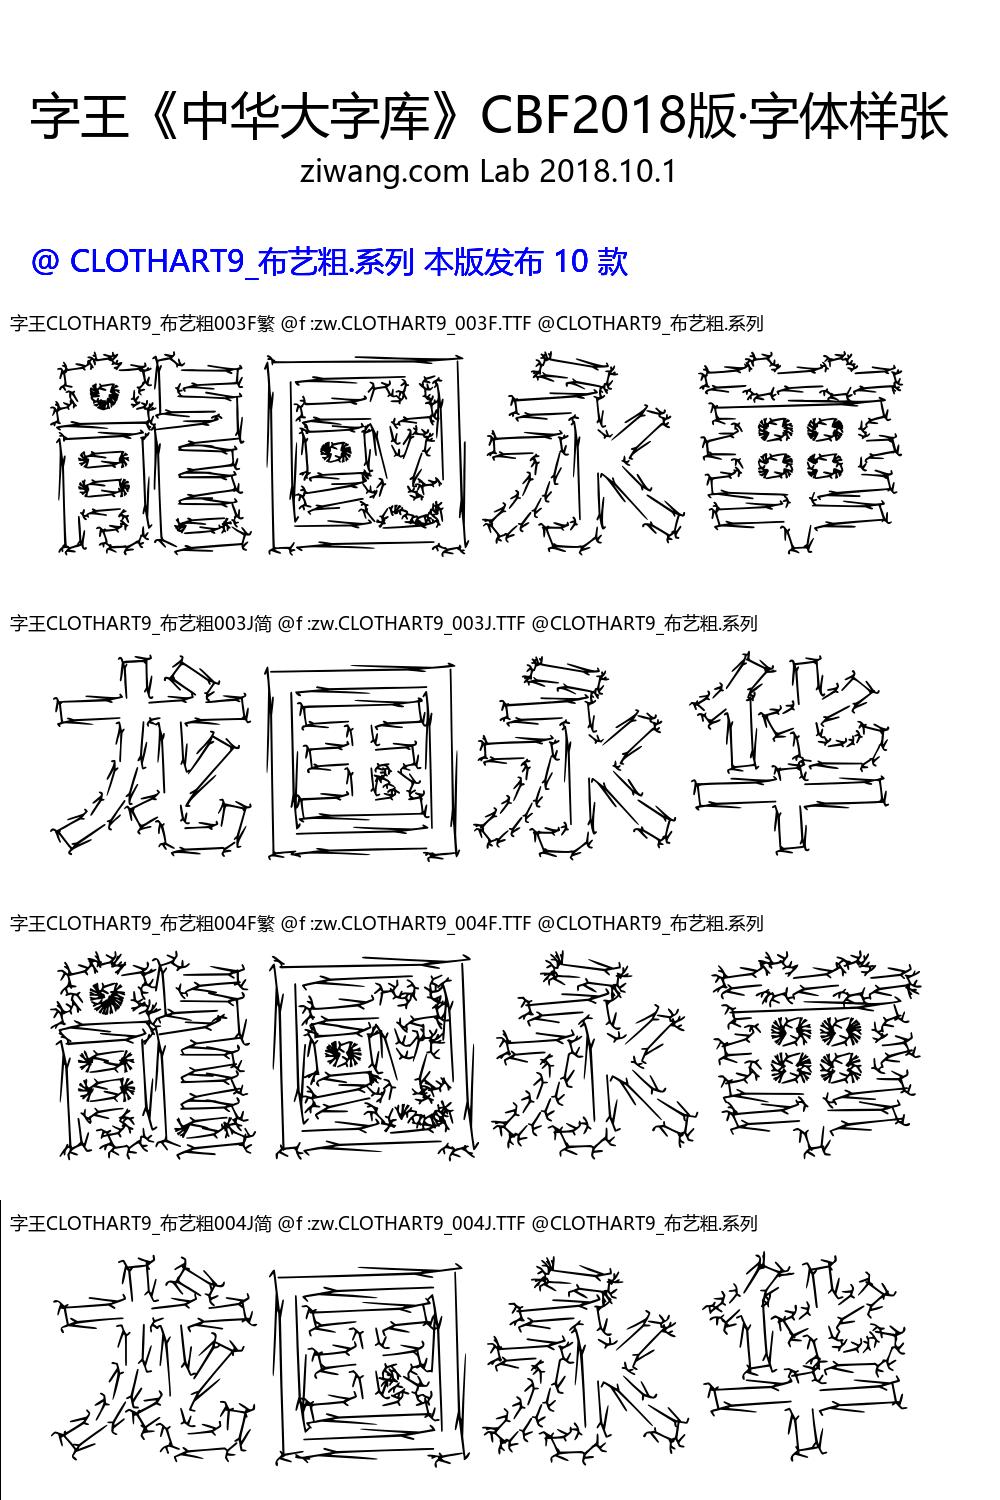 字王《中华大字库》CBF2018版·字体样张
ziwang.com Lab 2018.10.1
@ CLOTHART9_布艺粗.系列 本版发布 10 款
字王CLOTHART9_布艺粗003F繁 @f :zw.CLOTHART9_003F.TTF @CLOTHART9_布艺粗.系列
龍國永華
字王CLOTHART9_布艺粗003J简 @f :zw.CLOTHART9_003J.TTF @CLOTHART9_布艺粗.系列
龙国永华
字王CLOTHART9_布艺粗004F繁 @f :zw.CLOTHART9_004F.TTF @CLOTHART9_布艺粗.系列
龍國永華
字王CLOTHART9_布艺粗004J简 @f :zw.CLOTHART9_004J.TTF @CLOTHART9_布艺粗.系列
龙国永华